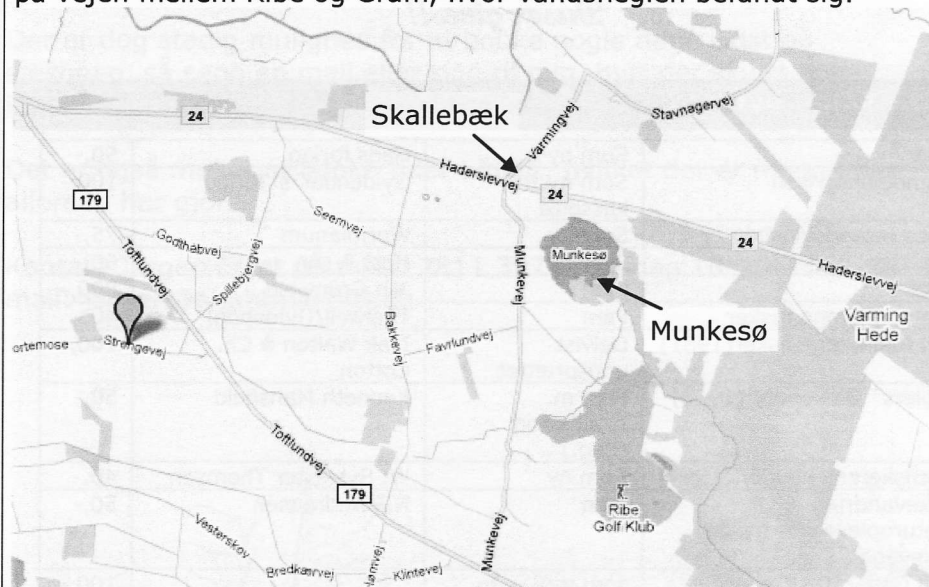 på vejen mellem Ribe og Gram, hvor vandsneglen befandt sig.
24
Skallebæk
Varmingvej
Stavnagervej
Haderslevvej
24
179
Godthabvej
Seemvej
Munkesø
24
Haderslevvej
Toftlundvej
Spillebjergvej
Munkevej
Varming
Hede
Munkesø
ortemose
Strengevej
Bakkevej
Favrlundvej
Toftlundvej
179
Ribe
Golf Klub
Vesterskov
Bredkærvej
Klintevej
Munkevej